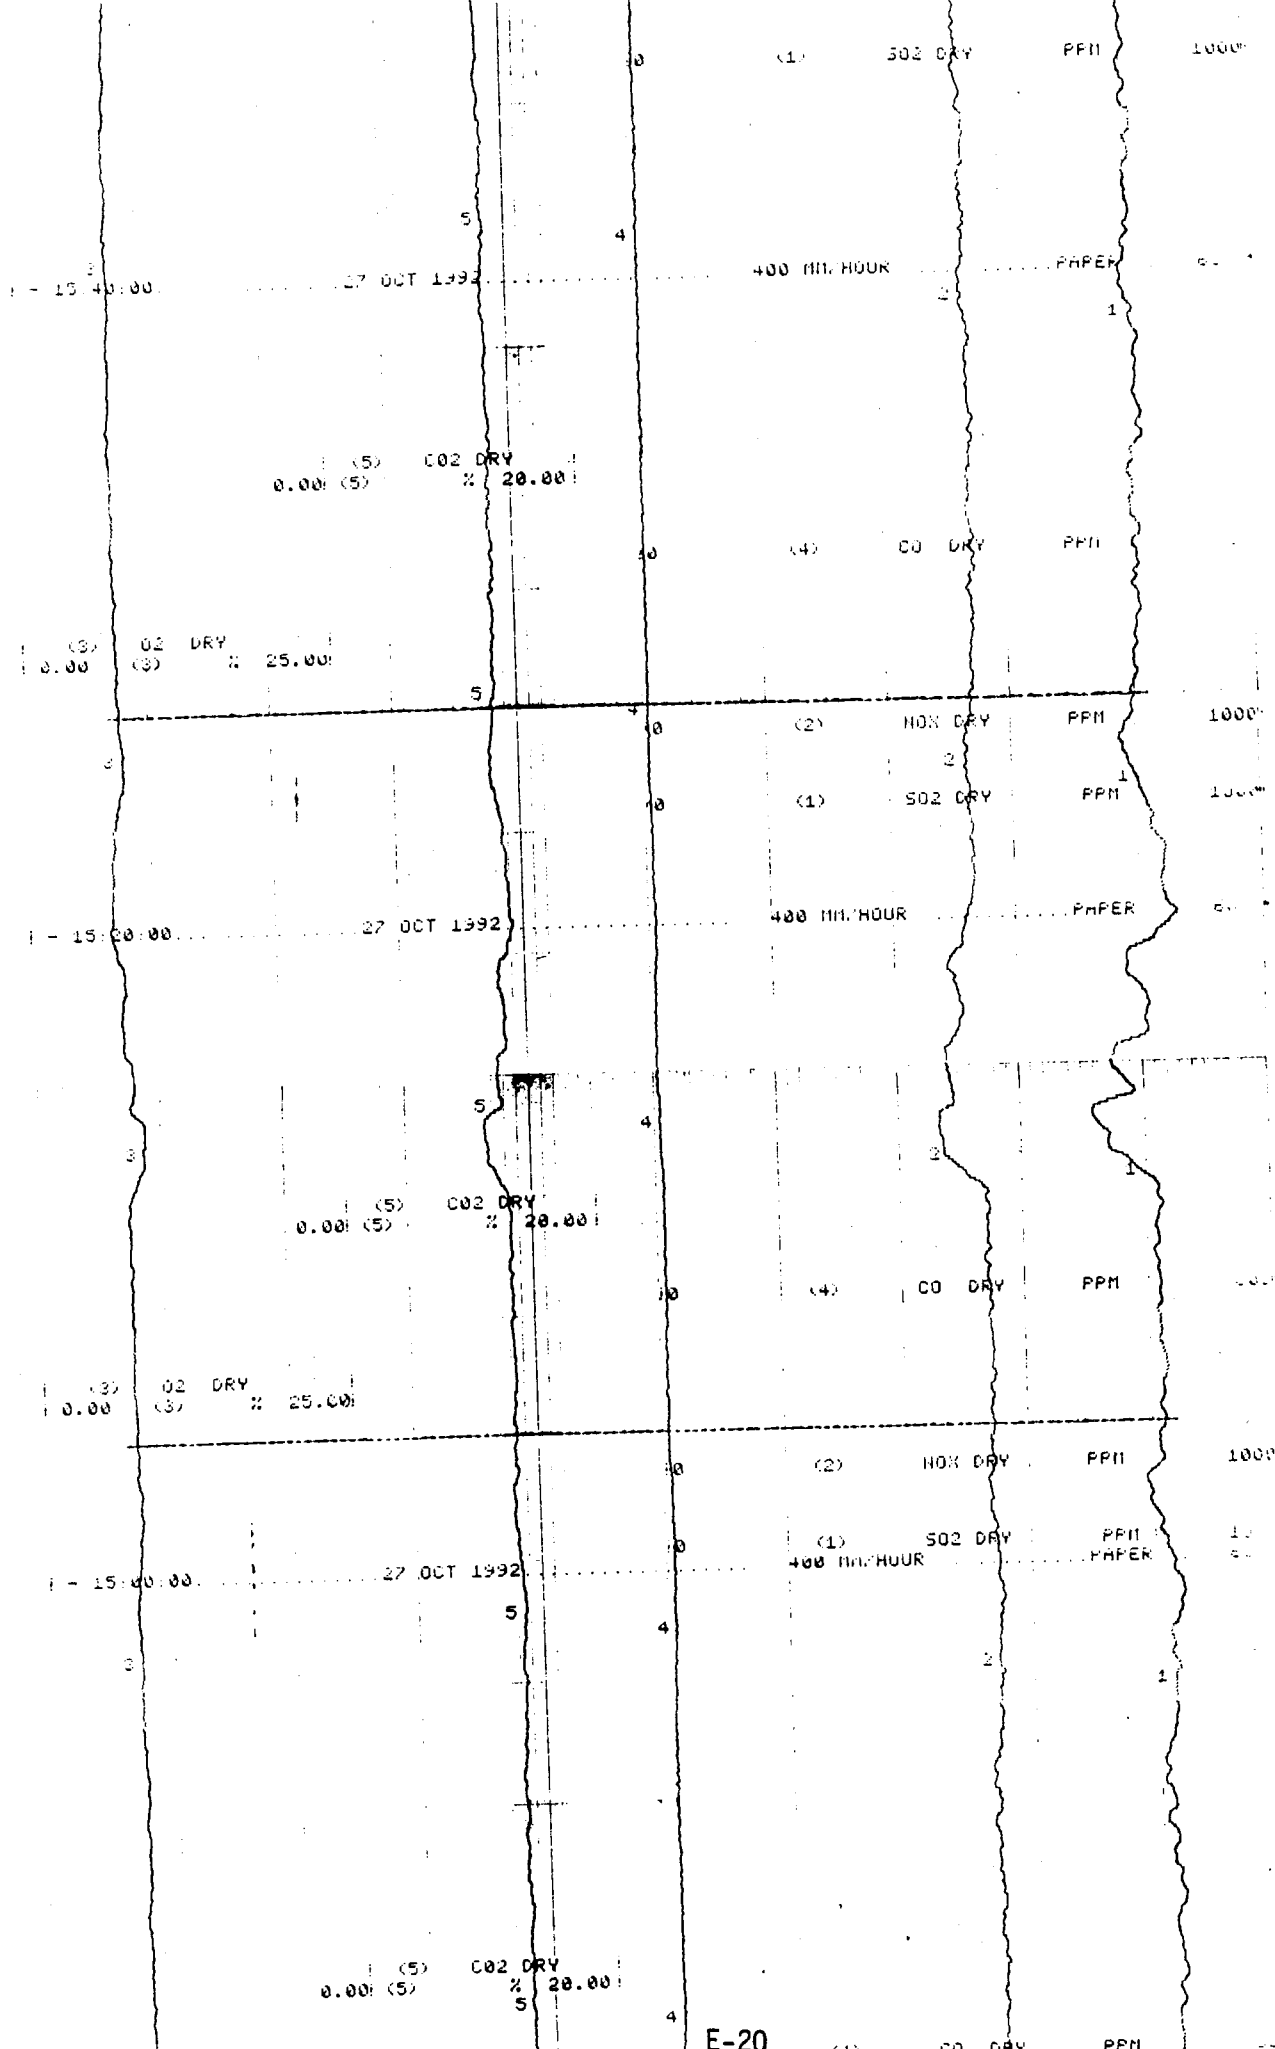 0 (1) SO2 DRY PPM 1000
5
4
3
- 15:40:00 27 OCT 1992 400 MM/HOUR PAPER
2
1
(5) CO2 DRY
0.00 (5) % 20.00
0 (4) CO DRY PPM
(3) O2 DRY
0.00 (3) % 25.00
5
4
0 (2) NOX DRY PPM 1000
3
2
1
0 (1) SO2 DRY PPM
- 15:20:00 27 OCT 1992 400 MM/HOUR PAPER
5
4
3
2
1
(5) CO2 DRY
0.00 (5) % 20.00
0 (4) CO DRY PPM
(3) O2 DRY
0.00 (3) % 25.00
0 (2) NOX DRY PPM 1000
0 (1) SO2 DRY PPM
- 15:00:00 27 OCT 1992 400 MM/HOUR PAPER
5
4
3
2
1
(5) CO2 DRY
0.00 (5) % 20.00
5
4
E-20
CO DRY PPM